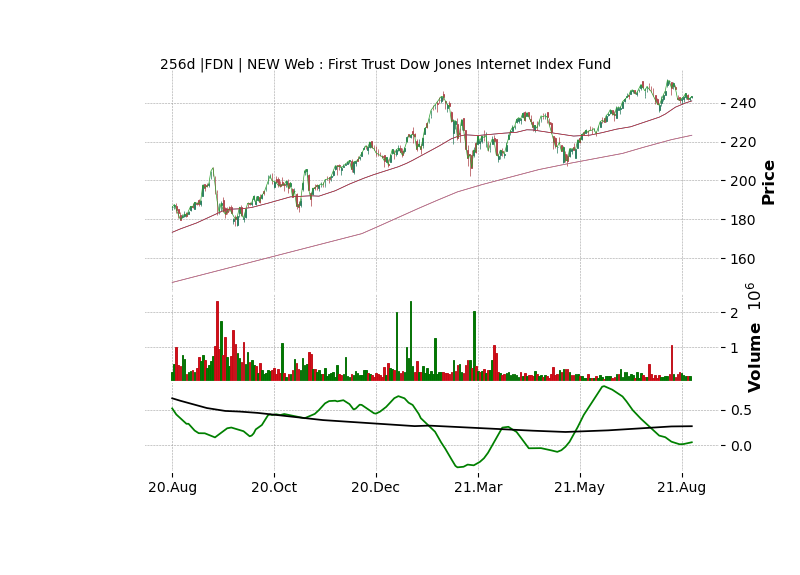 256d |FDN | NEW Web : First Trust Dow Jones Internet Index Fund
240
220
200
180
160
Price
2
1
Volume 10^6
0.5
0.0
20.Aug 20.Oct 20.Dec 21.Mar 21.May 21.Aug